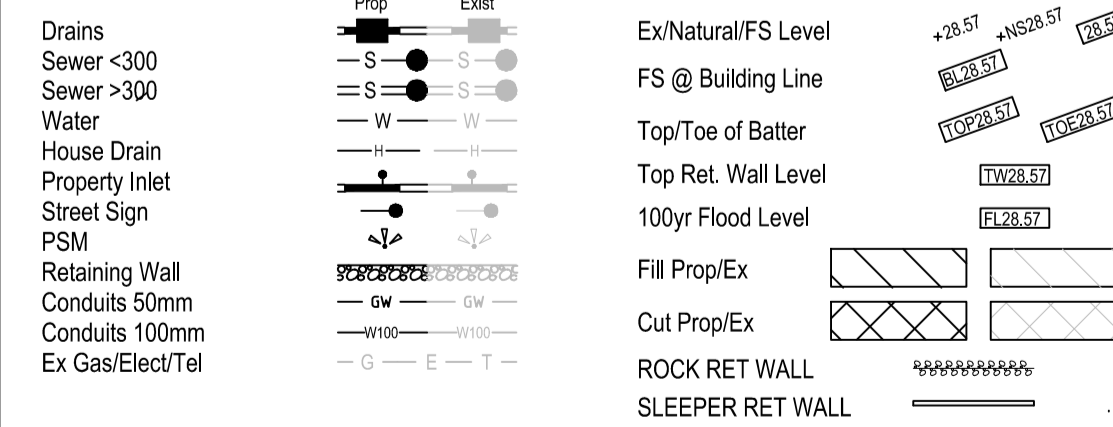 Prop Exist
Drains
Sewer <300 S S
Sewer >300 S S
Water W W
House Drain H H
Property Inlet
Street Sign
PSM
Retaining Wall
Conduits 50mm GW GW
Conduits 100mm W100 W100
Ex Gas/Elect/Tel G E T
Ex/Natural/FS Level +28.57 +NS28.57 28.5
FS @ Building Line BL28.57
Top/Toe of Batter TOP28.57 TOE28.57
Top Ret. Wall Level TW28.57
100yr Flood Level FL28.57
Fill Prop/Ex
Cut Prop/Ex
ROCK RET WALL
SLEEPER RET WALL